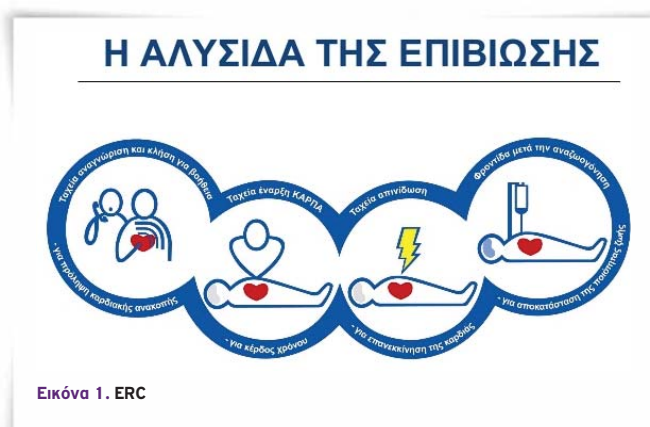 Η ΑΛΥΣΙΔΑ ΤΗΣ ΕΠΙΒΙΩΣΗΣ
Ταχεία αναγνώριση και κλήση για βοήθεια
- για πρόληψη καρδιακής ανακοπής
Ταχεία έναρξη ΚΑΡΠΑ
- για κέρδος χρόνου
Ταχεία απινίδωση
- για επανεκκίνηση της καρδιάς
Φροντίδα μετά την αναζωογόνηση
- για αποκατάσταση της ποιότητας ζωής
Εικόνα 1. ERC